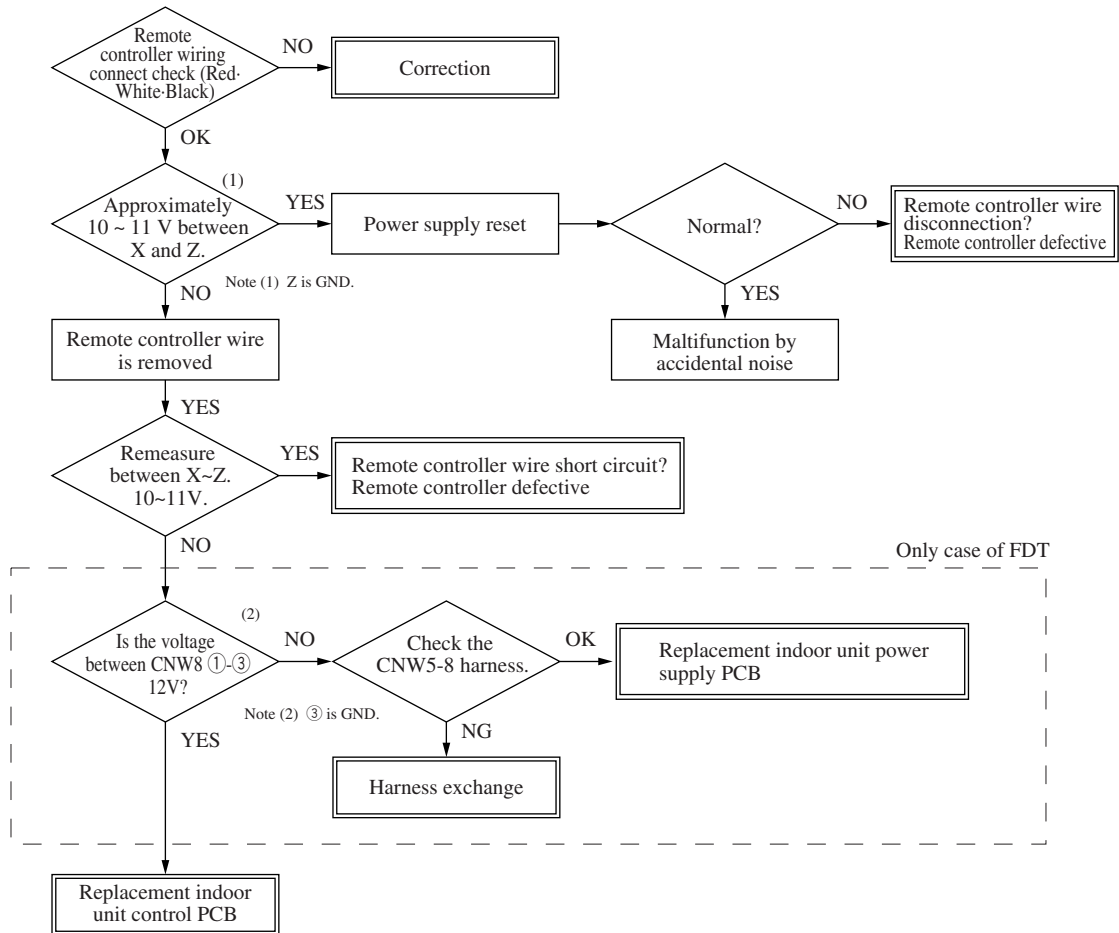 Remote
controller wiring
connect check (Red·
White·Black)
NO
Correction
OK
(1)
Approximately
10 ~ 11 V between
X and Z.
YES
Power supply reset
Normal?
NO
Remote controller wire
disconnection?
Remote controller defective
Note (1) Z is GND.
NO
YES
Remote controller wire
is removed
Maltifunction by
accidental noise
YES
Remeasure
between X~Z.
10~11V.
YES
Remote controller wire short circuit?
Remote controller defective
NO
Only case of FDT
(2)
Is the voltage
between CNW8 ①-③
12V?
NO
Check the
CNW5-8 harness.
OK
Replacement indoor unit power
supply PCB
Note (2) ③ is GND.
YES
NG
Harness exchange
Replacement indoor
unit control PCB